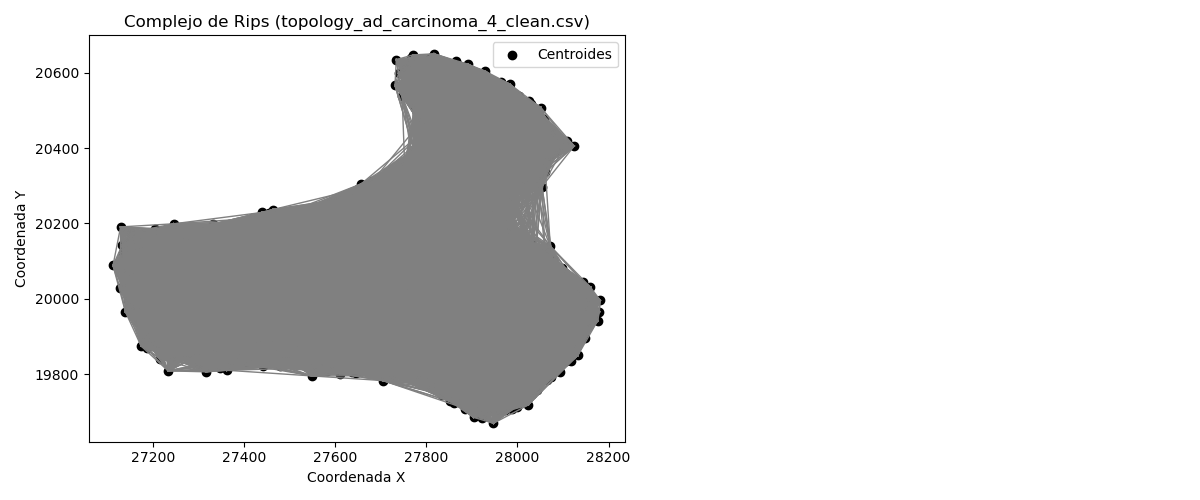 Complejo de Rips (topology_ad_carcinoma_4_clean.csv)
Centroides
20600
20400
20200
20000
19800
Coordenada Y
27200 27400 27600 27800 28000 28200
Coordenada X